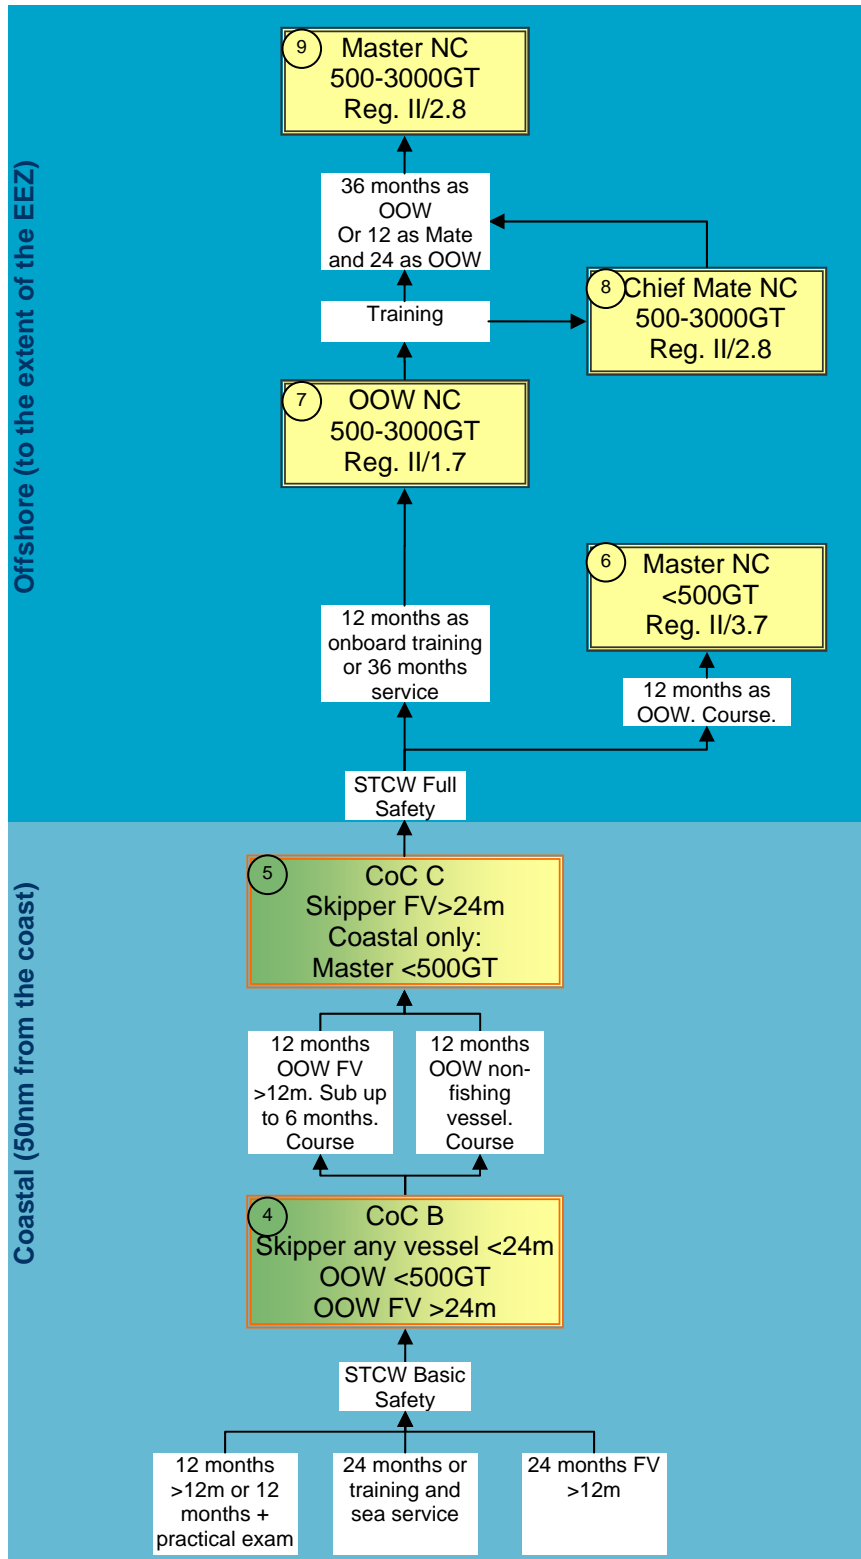 Offshore (to the extent of the EEZ)
9
Master NC
500-3000GT
Reg. II/2.8
36 months as
OOW
Or 12 as Mate
and 24 as OOW
8
Chief Mate NC
500-3000GT
Reg. II/2.8
Training
7
OOW NC
500-3000GT
Reg. II/1.7
6
Master NC
<500GT
Reg. II/3.7
12 months as
onboard training
or 36 months
service
12 months as
OOW. Course.
STCW Full
Safety
Coastal (50nm from the coast)
5
CoC C
Skipper FV>24m
Coastal only:
Master <500GT
12 months
OOW FV
>12m. Sub up
to 6 months.
Course
12 months
OOW non-
fishing
vessel.
Course
4
CoC B
Skipper any vessel <24m
OOW <500GT
OOW FV >24m
STCW Basic
Safety
12 months
>12m or 12
months +
practical exam
24 months or
training and
sea service
24 months FV
>12m